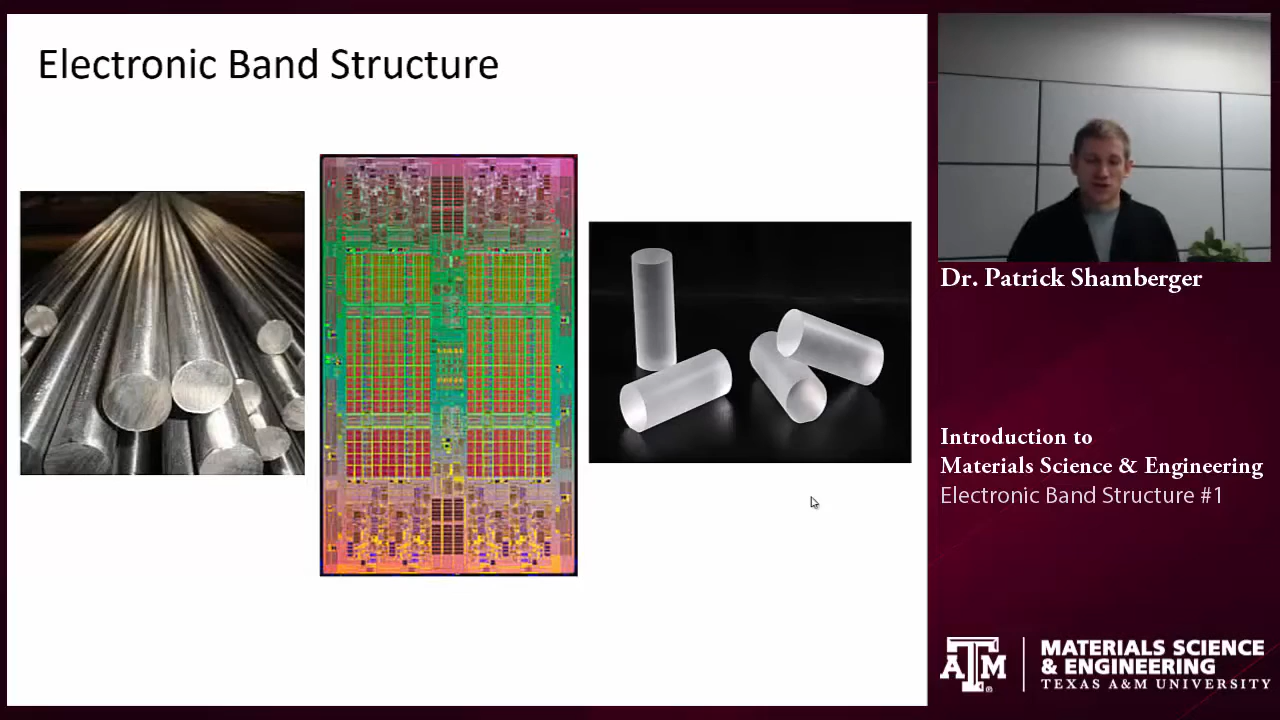 Electronic Band Structure
Dr. Patrick Shamberger
Introduction to
Materials Science & Engineering
Electronic Band Structure #1
ATM
MATERIALS SCIENCE
& ENGINEERING
TEXAS A&M UNIVERSITY